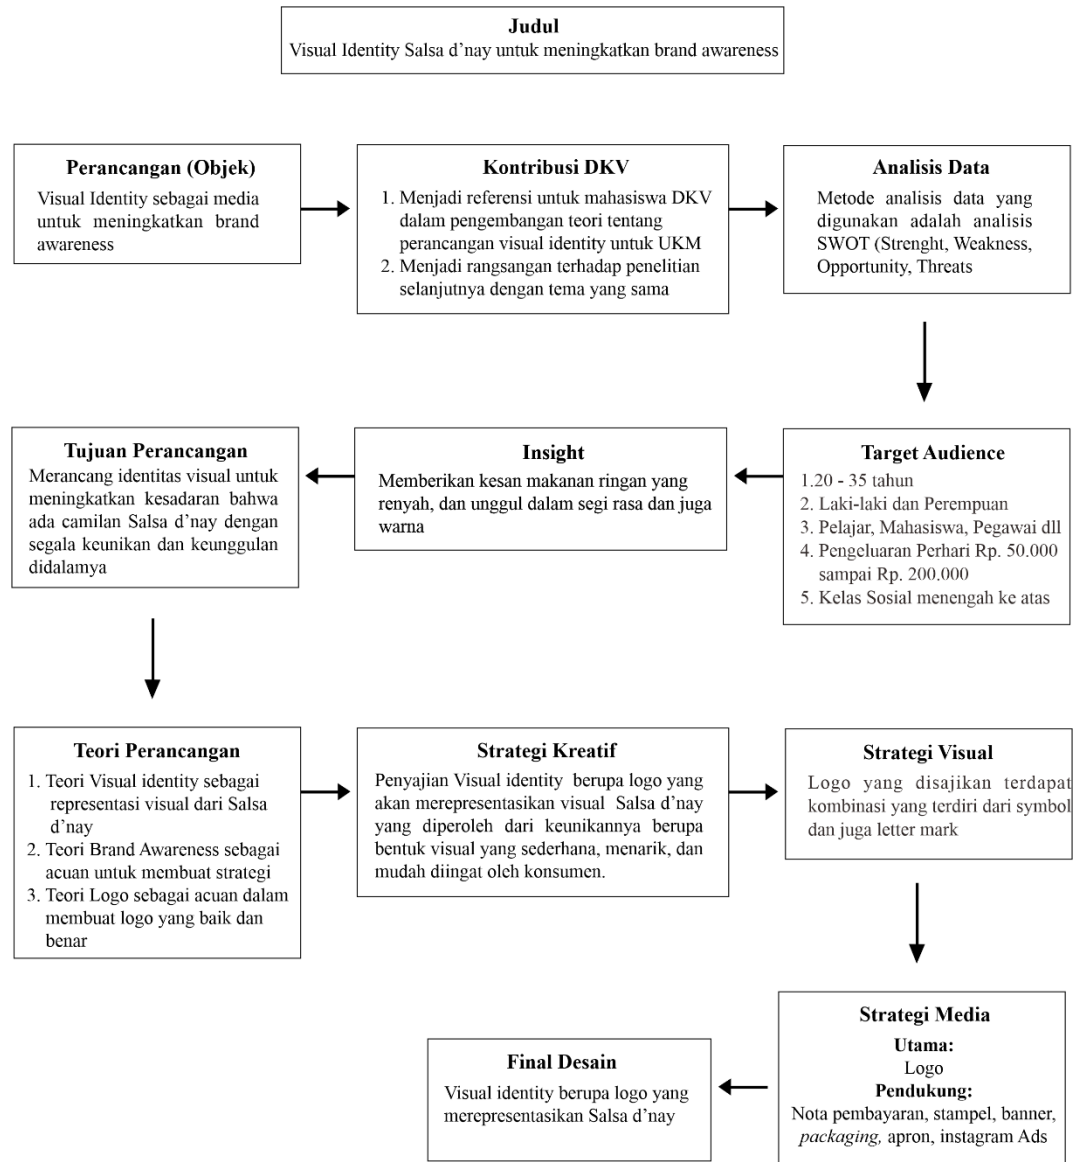 Judul
Visual Identity Salsa d’nay untuk meningkatkan brand awareness
Perancangan (Objek)
Visual Identity sebagai media
untuk meningkatkan brand
awareness
Kontribusi DKV
1. Menjadi referensi untuk mahasiswa DKV
dalam pengembangan teori tentang
perancangan visual identity untuk UKM
2. Menjadi rangsangan terhadap penelitian
selanjutnya dengan tema yang sama
Analisis Data
Metode analisis data yang
digunakan adalah analisis
SWOT (Strenght, Weakness,
Opportunity, Threats
Target Audience
1.20 - 35 tahun
2. Laki-laki dan Perempuan
3. Pelajar, Mahasiswa, Pegawai dll
4. Pengeluaran Perhari Rp. 50.000
sampai Rp. 200.000
5. Kelas Sosial menengah ke atas
Insight
Memberikan kesan makanan ringan yang
renyah, dan unggul dalam segi rasa dan juga
warna
Tujuan Perancangan
Merancang identitas visual untuk
meningkatkan kesadaran bahwa
ada camilan Salsa d’nay dengan
segala keunikan dan keunggulan
didalamya
Teori Perancangan
1. Teori Visual identity sebagai
representasi visual dari Salsa
d’nay
2. Teori Brand Awareness sebagai
acuan untuk membuat strategi
3. Teori Logo sebagai acuan dalam
membuat logo yang baik dan
benar
Strategi Kreatif
Penyajian Visual identity berupa logo yang
akan merepresentasikan visual Salsa d’nay
yang diperoleh dari keunikannya berupa
bentuk visual yang sederhana, menarik, dan
mudah diingat oleh konsumen.
Strategi Visual
Logo yang disajikan terdapat
kombinasi yang terdiri dari symbol
dan juga letter mark
Strategi Media
Utama:
Logo
Pendukung:
Nota pembayaran, stampel, banner,
packaging, apron, instagram Ads
Final Desain
Visual identity berupa logo yang
merepresentasikan Salsa d’nay